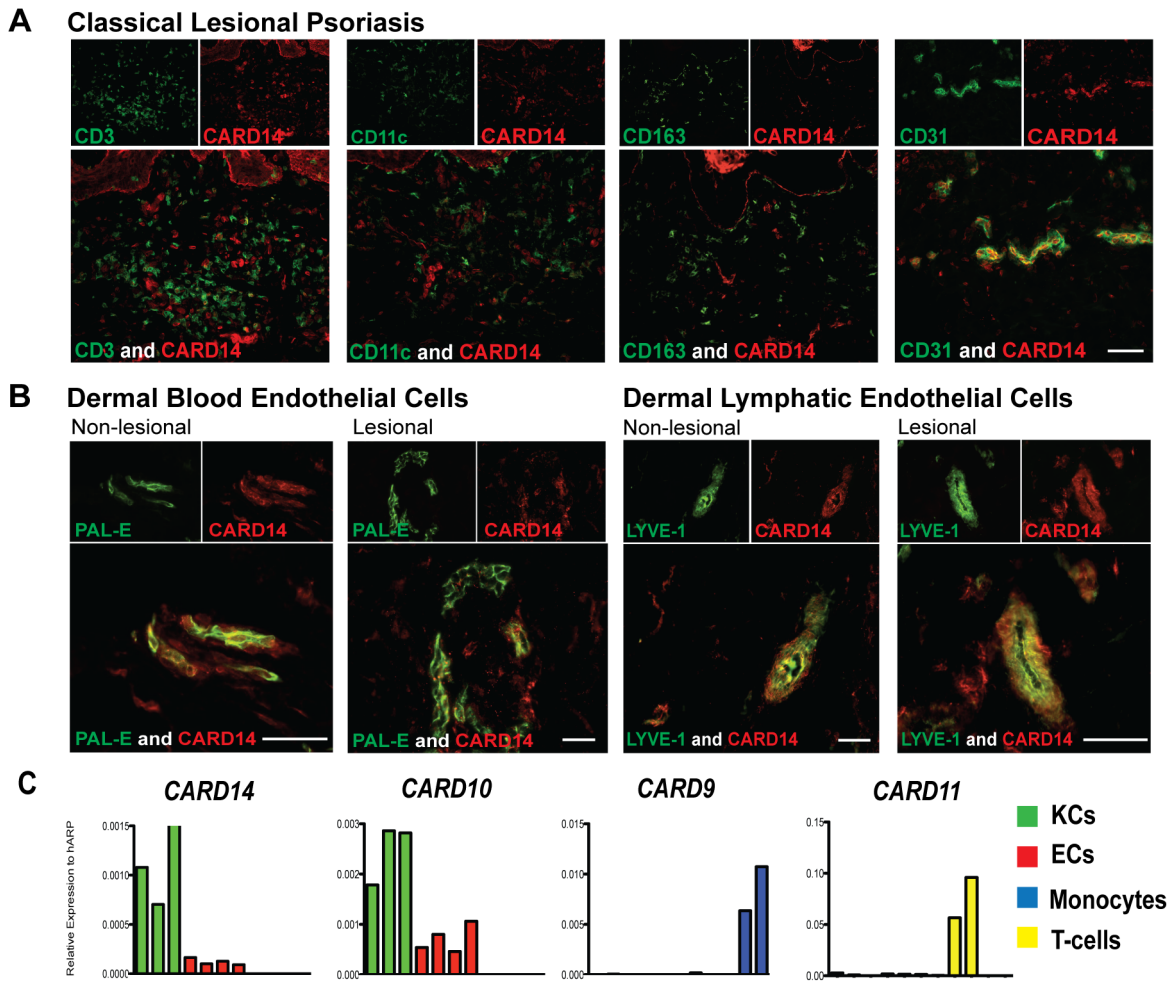 A Classical Lesional Psoriasis
CD3 CARD14 CD11c CARD14 CD163 CARD14 CD31 CARD14
CD3 and CARD14 CD11c and CARD14 CD163 and CARD14 CD31 and CARD14
B Dermal Blood Endothelial Cells Dermal Lymphatic Endothelial Cells
Non-lesional Lesional Non-lesional Lesional
PAL-E CARD14 PAL-E CARD14 LYVE-1 CARD14 LYVE-1 CARD14
PAL-E and CARD14 PAL-E and CARD14 LYVE-1 and CARD14 LYVE-1 and CARD14
C CARD14 CARD10 CARD9 CARD11
Relative Expression to hARP
0.0015
0.0010
0.0005
0.0000
0.003
0.002
0.001
0.000
0.015
0.010
0.005
0.000
0.15
0.10
0.05
0.00
KCs
ECs
Monocytes
T-cells